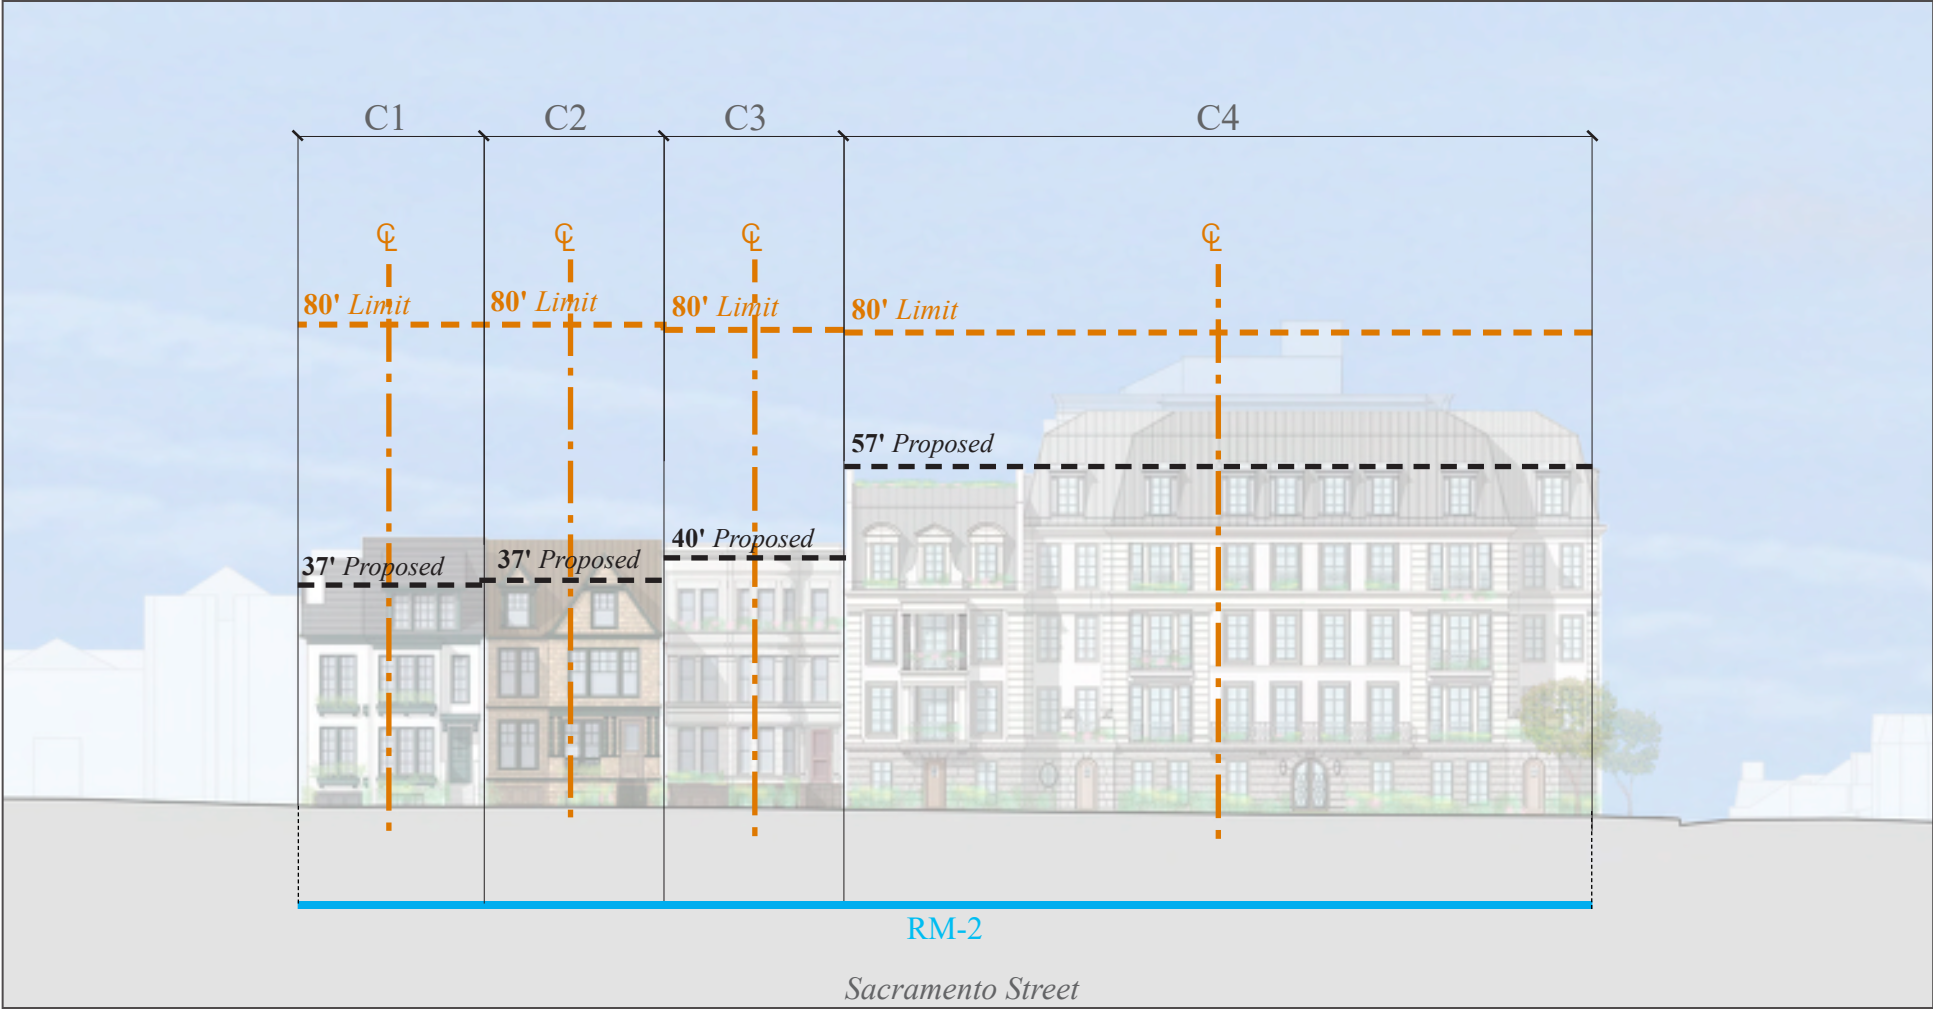 C1 C2 C3 C4
℄ ℄ ℄ ℄
80' Limit 80' Limit 80' Limit 80' Limit
57' Proposed
37' Proposed 37' Proposed 40' Proposed
RM-2
Sacramento Street